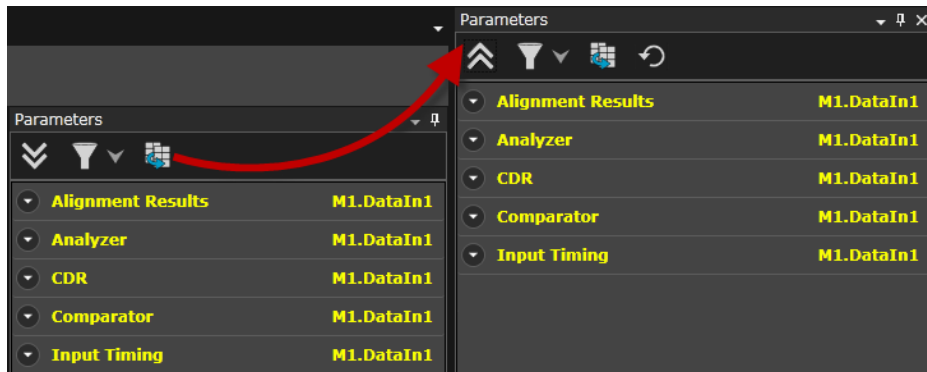 Parameters
Alignment Results M1.DataIn1
Analyzer M1.DataIn1
CDR M1.DataIn1
Comparator M1.DataIn1
Input Timing M1.DataIn1
Parameters
Alignment Results M1.DataIn1
Analyzer M1.DataIn1
CDR M1.DataIn1
Comparator M1.DataIn1
Input Timing M1.DataIn1